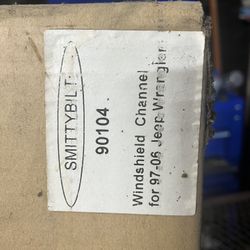 SMITTYBILT
90104
Windshield Channel
for 97-06 Jeep Wrangler